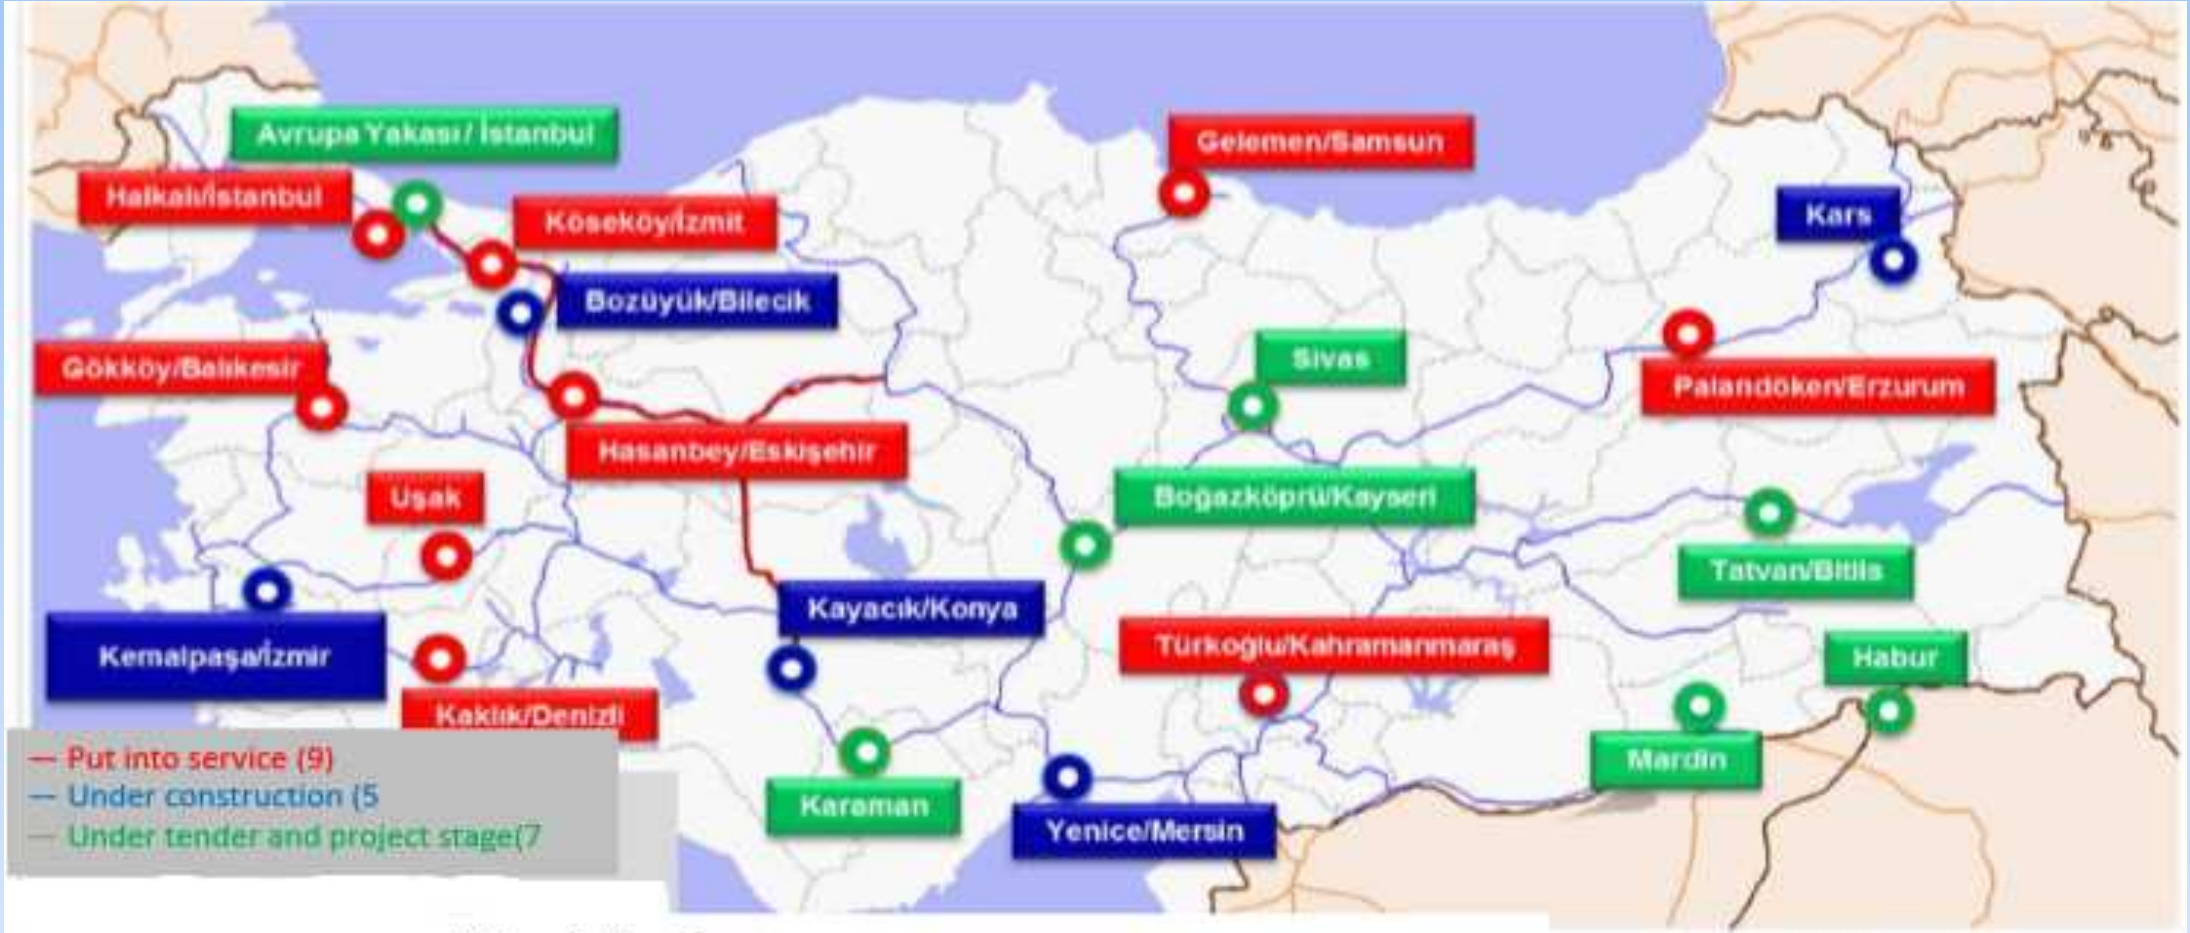 Avrupa Yakası / İstanbul
Gelemen/Samsun
Halkalı/İstanbul
Köseköy/İzmit
Kars
Bozüyük/Bilecik
Sivas
Gökköy/Balıkesir
Palandöken/Erzurum
Hasanbey/Eskişehir
Uşak
Boğazköprü/Kayseri
Tatvan/Bitlis
Kayacık/Konya
Türkoğlu/Kahramanmaraş
Kemalpaşa/İzmir
Habur
Kaklık/Denizli
Mardin
Karaman
Yenice/Mersin
— Put into service (9)
— Under construction (5
— Under tender and project stage(7